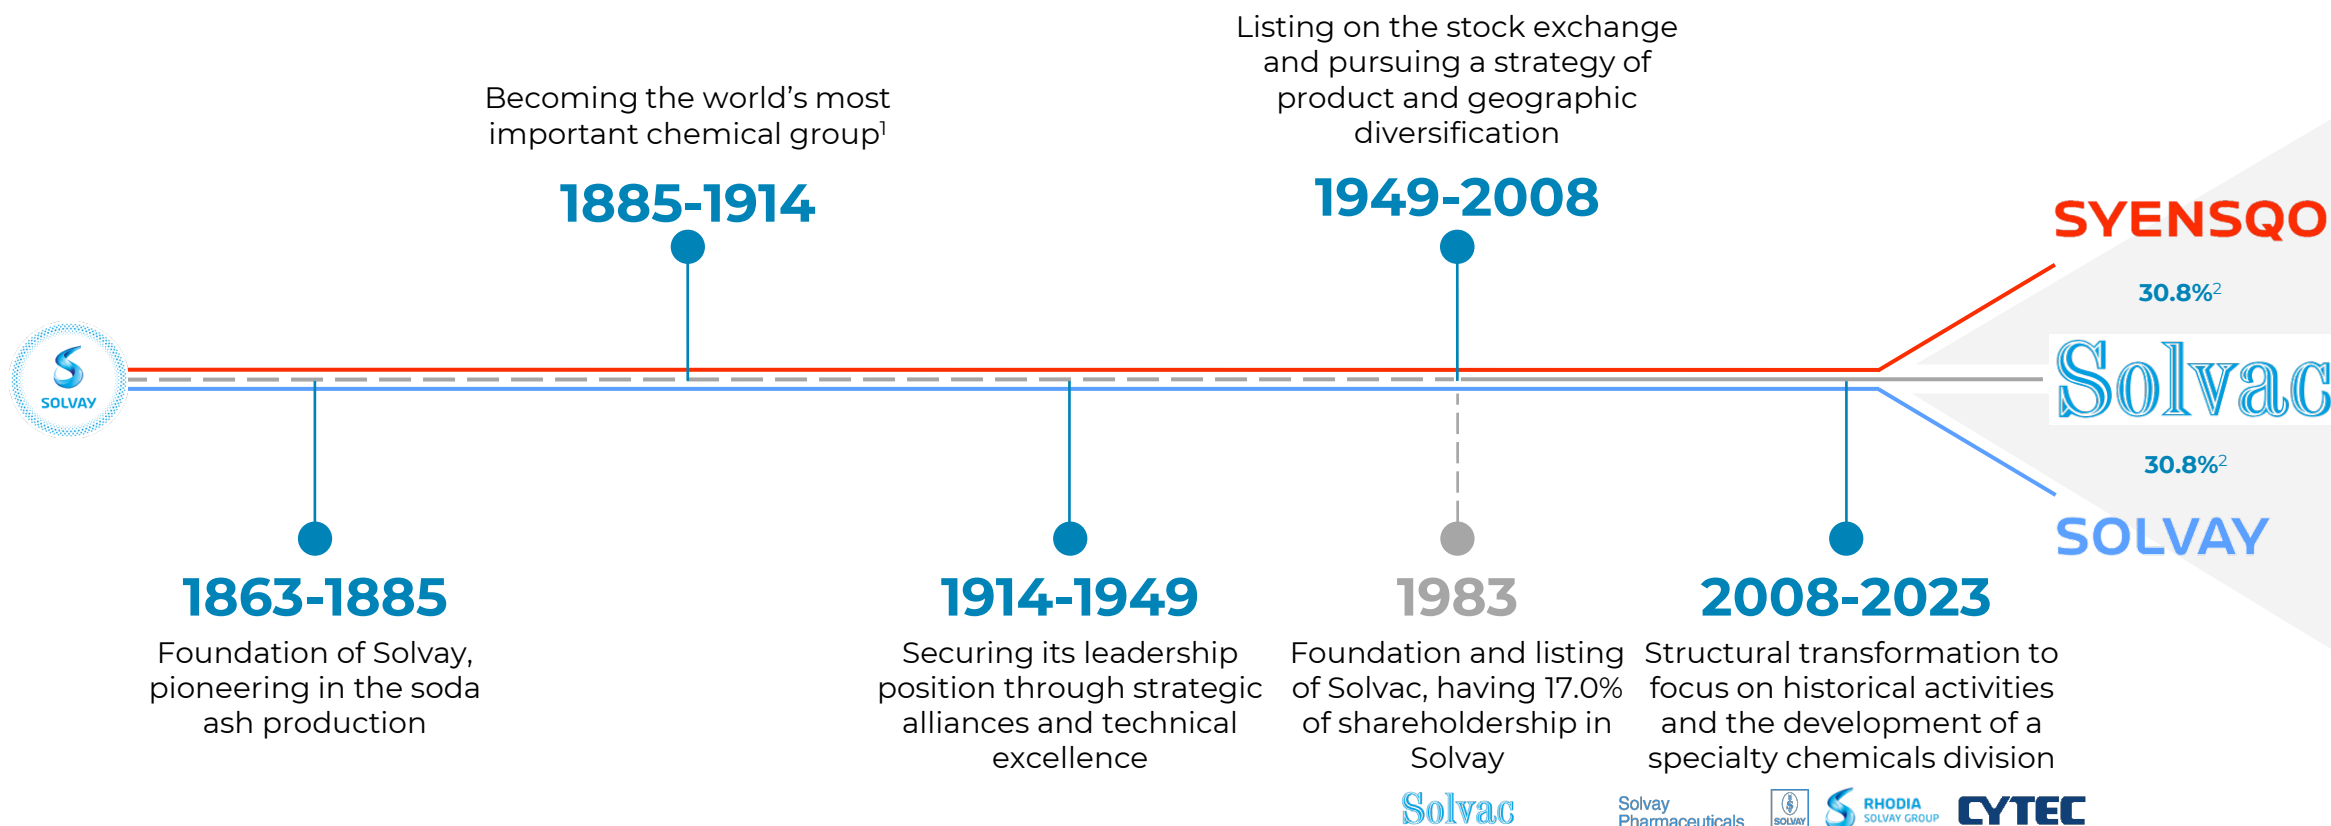 Listing on the stock exchange
and pursuing a strategy of
product and geographic
diversification
1949-2008
Becoming the world's most
important chemical group¹
1885-1914
SYENSQO
30.8%²
Solvac
30.8%²
SOLVAY
SOLVAY
1863-1885
Foundation of Solvay,
pioneering in the soda
ash production
1914-1949
Securing its leadership
position through strategic
alliances and technical
excellence
1983
Foundation and listing
of Solvac, having 17.0%
of shareholdership in
Solvay
Solvac
2008-2023
Structural transformation to
focus on historical activities
and the development of a
specialty chemicals division
Solvay
Pharmaceuticals
SOLVAY
RHODIA
SOLVAY GROUP
CYTEC